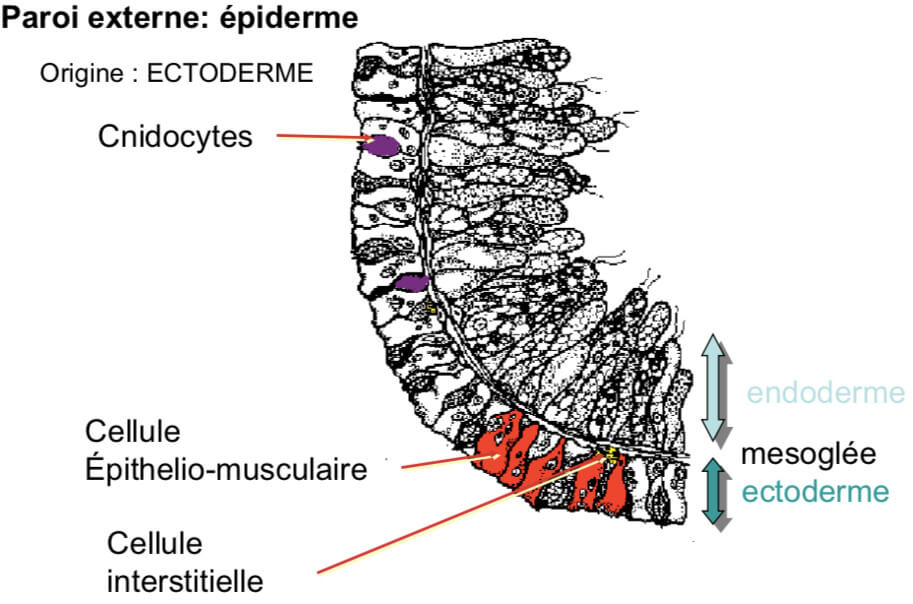 Paroi externe: épiderme
Origine : ECTODERME
Cnidocytes
endoderme
Cellule
Épithelio-musculaire
mesoglée
ectoderme
Cellule
interstitielle